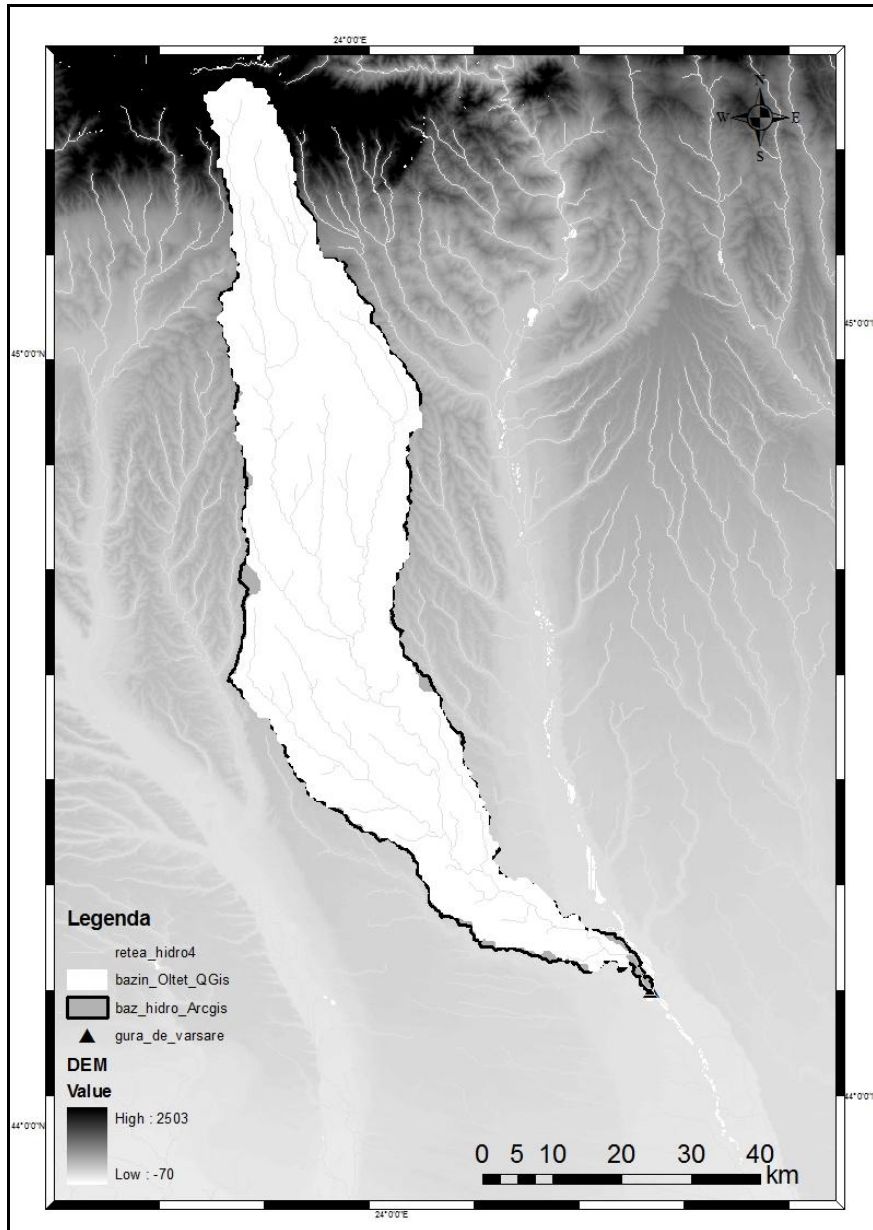 24°0'0"E
N
W E
S
45°0'0"N
45°0'0"N
Legenda
retea_hidro4
bazin_Oltet_QGis
baz_hidro_Arcgis
gura_de_varsare
DEM
Value
High : 2503
Low : -70
0 5 10 20 30 40
km
44°0'0"N
44°0'0"N
24°0'0"E